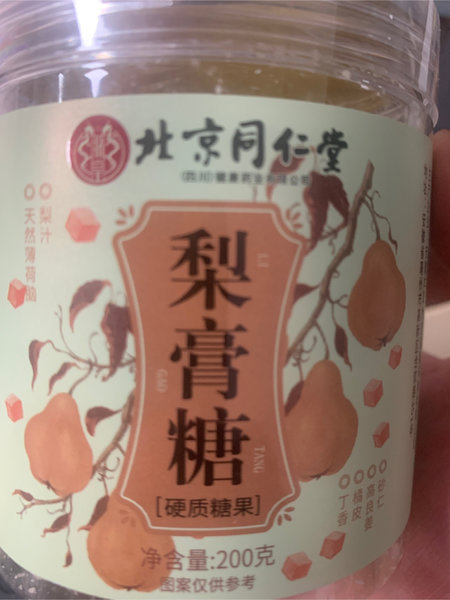 北京同仁堂
(四川)健康药业有限公司
梨汁
天然薄荷脑
梨膏糖
LI
GAO
TANG
[硬质糖果]
砂仁
高良姜
橘皮
丁香
净含量:200克
图案仅供参考